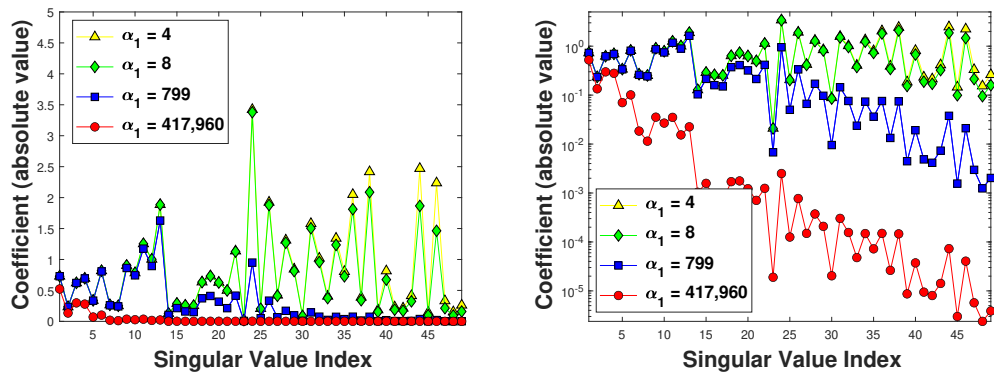 Coefficient (absolute value)
5
4.5
4
3.5
3
2.5
2
1.5
1
0.5
0
α1 = 4
α1 = 8
α1 = 799
α1 = 417,960
5 10 15 20 25 30 35 40 45
Singular Value Index
Coefficient (absolute value)
10^0
10^-1
10^-2
10^-3
10^-4
10^-5
α1 = 4
α1 = 8
α1 = 799
α1 = 417,960
5 10 15 20 25 30 35 40 45
Singular Value Index